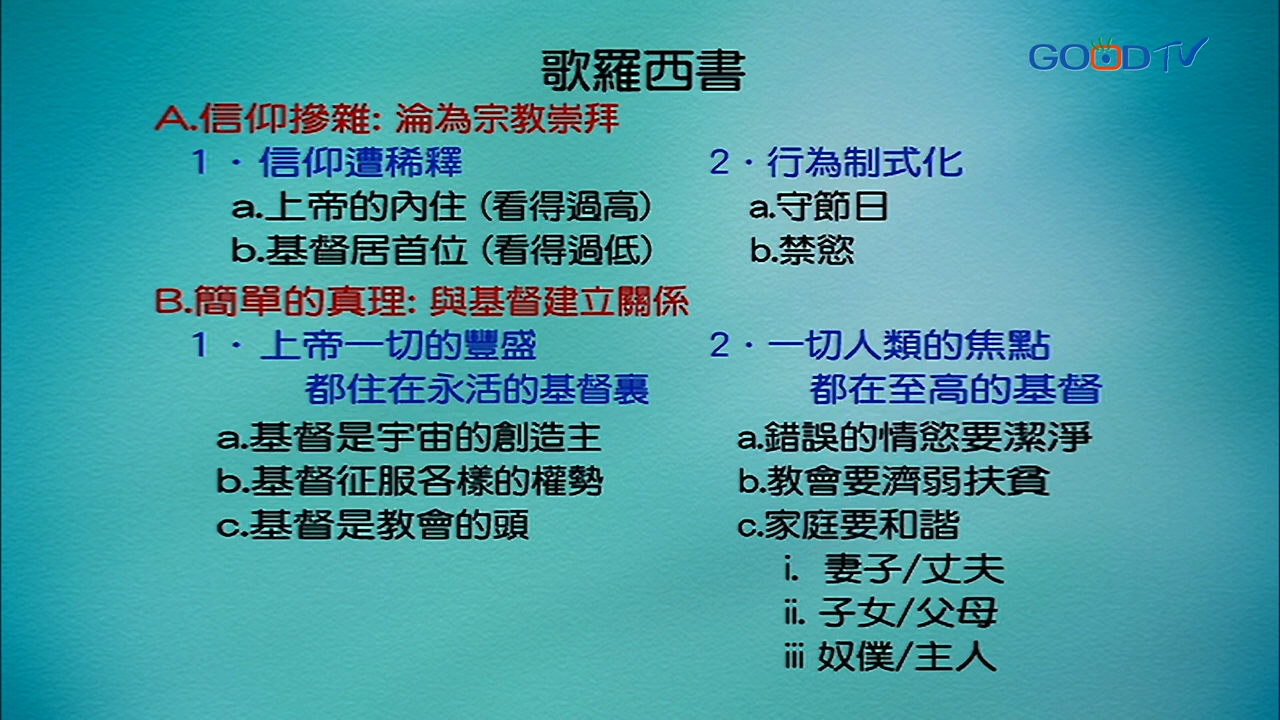 GOODTV
歌羅西書
A.信仰摻雜: 淪為宗教崇拜
1．信仰遭稀釋
2．行為制式化
a.上帝的內住 (看得過高)
a.守節日
b.基督居首位 (看得過低)
b.禁慾
B.簡單的真理: 與基督建立關係
1．上帝一切的豐盛
2．一切人類的焦點
都住在永活的基督裏
都在至高的基督
a.基督是宇宙的創造主
a.錯誤的情慾要潔淨
b.基督征服各樣的權勢
b.教會要濟弱扶貧
c.基督是教會的頭
c.家庭要和諧
i. 妻子/丈夫
ii. 子女/父母
iii 奴僕/主人